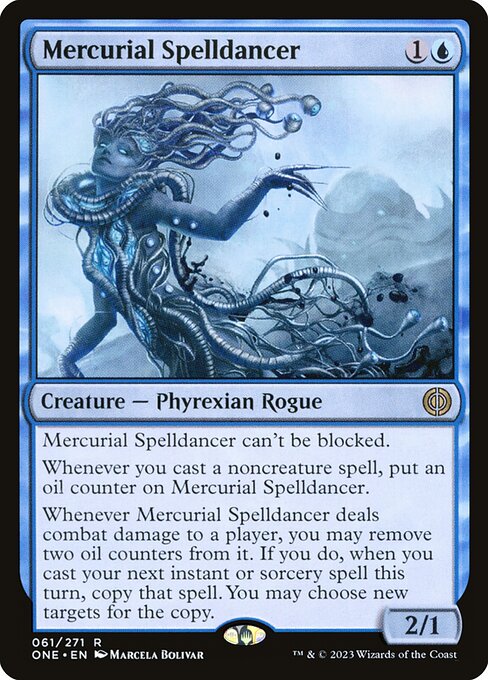 Mercurial Spelldancer 1
Creature — Phyrexian Rogue
Mercurial Spelldancer can't be blocked.
Whenever you cast a noncreature spell, put an
oil counter on Mercurial Spelldancer.
Whenever Mercurial Spelldancer deals
combat damage to a player, you may remove
two oil counters from it. If you do, when you
cast your next instant or sorcery spell this
turn, copy that spell. You may choose new
targets for the copy.
2/1
061/271 R
ONE • EN Marcela Bolivar
™ & © 2023 Wizards of the Coast